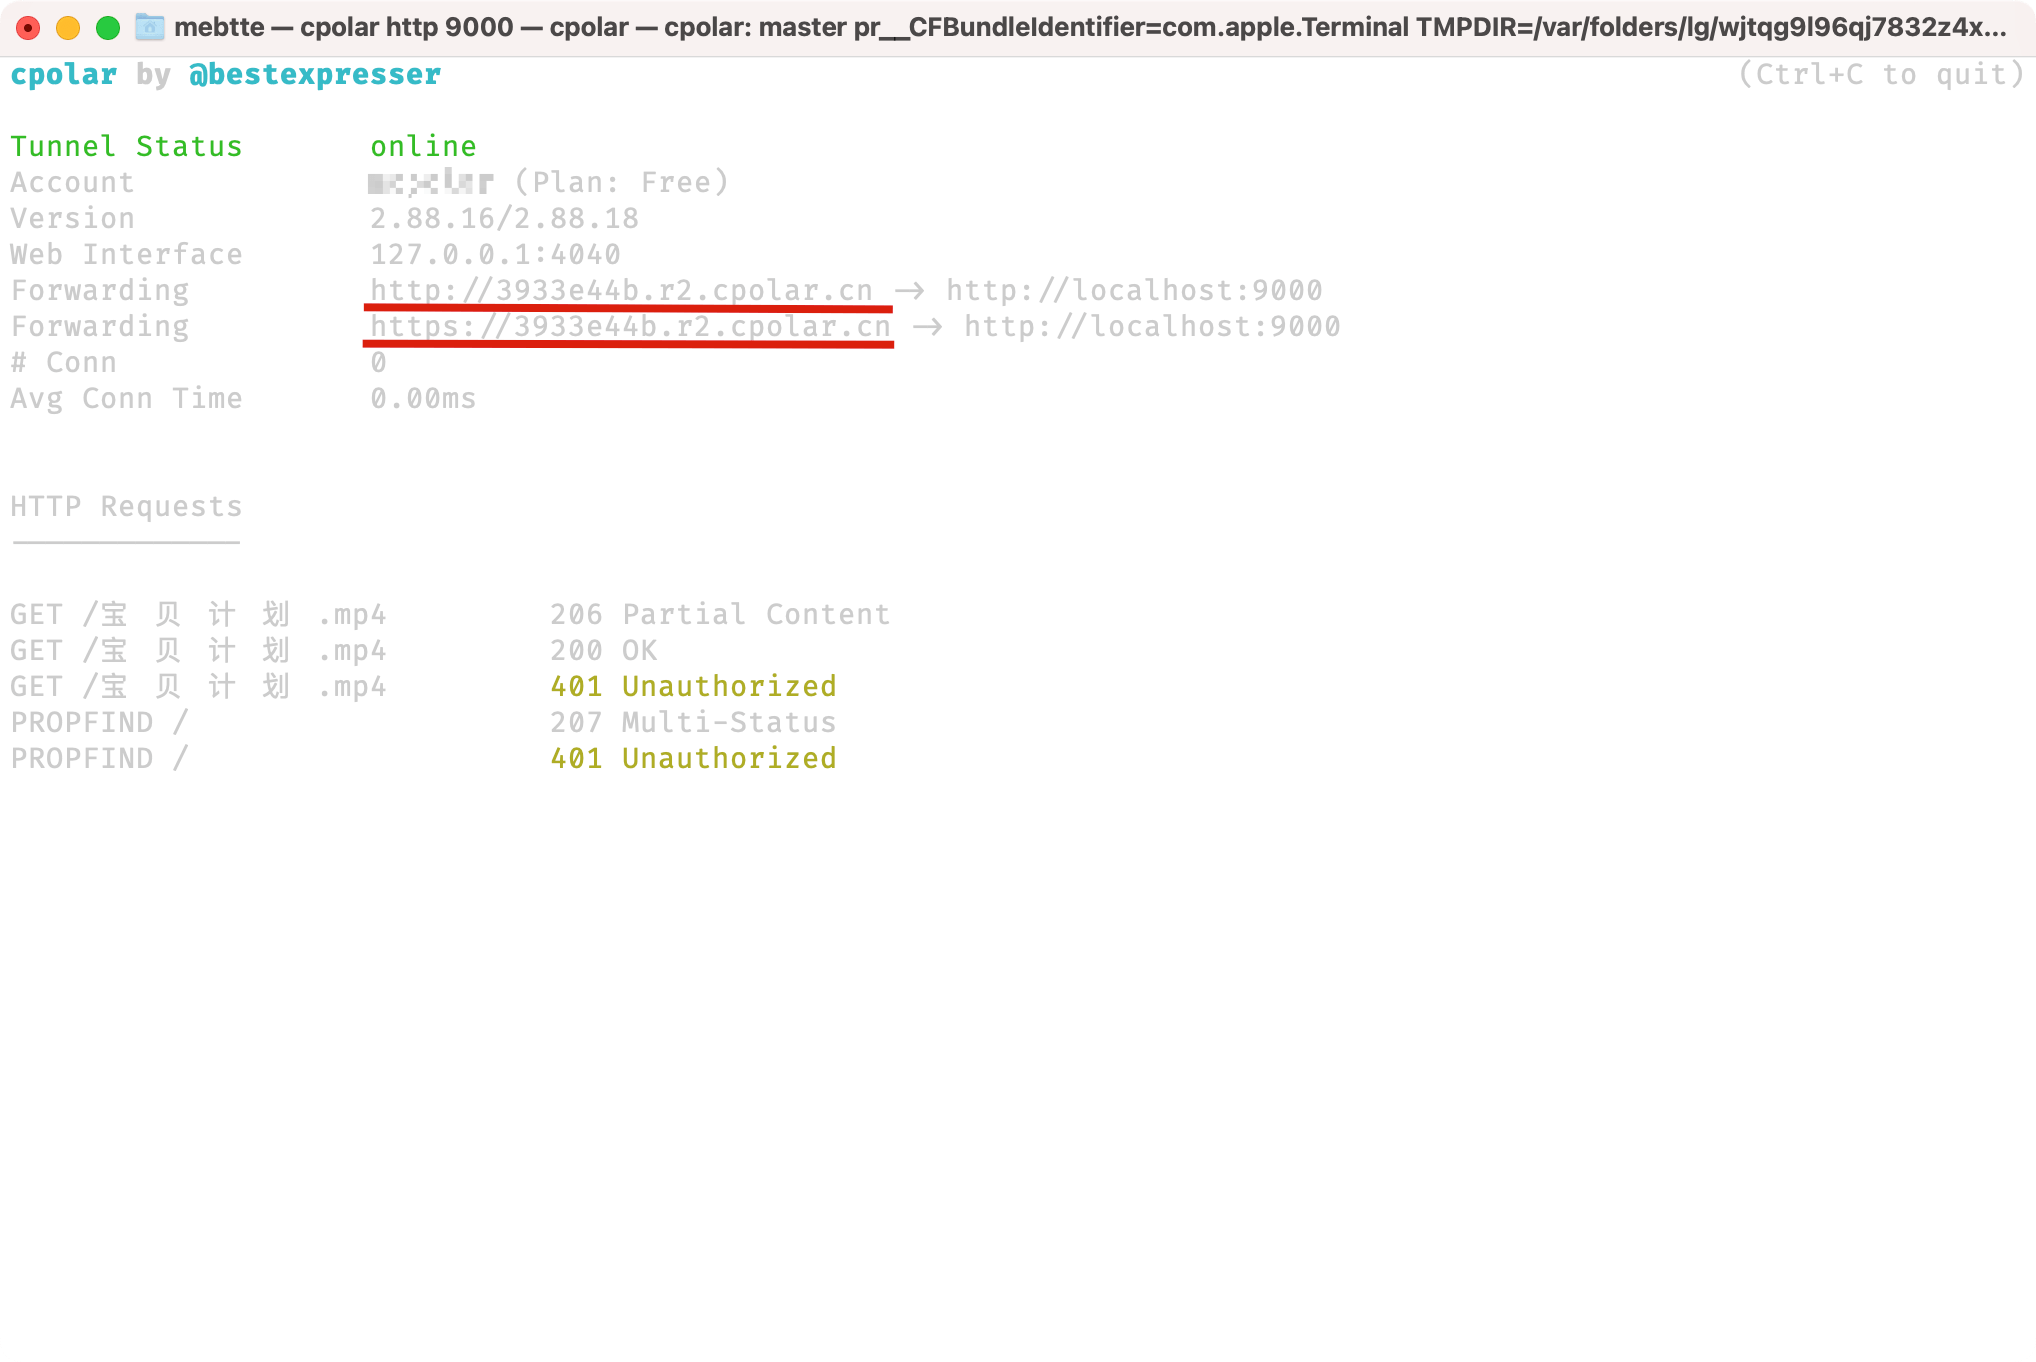 mebtte — cpolar http 9000 — cpolar — cpolar: master pr__CFBundleIdentifier=com.apple.Terminal TMPDIR=/var/folders/lg/wjtqg9l96qj7832z4x...
cpolar by @bestexpresser (Ctrl+C to quit)
Tunnel Status online
Account (Plan: Free)
Version 2.88.16/2.88.18
Web Interface 127.0.0.1:4040
Forwarding http://3933e44b.r2.cpolar.cn -> http://localhost:9000
Forwarding https://3933e44b.r2.cpolar.cn -> http://localhost:9000
# Conn 0
Avg Conn Time 0.00ms
HTTP Requests
GET /宝 贝 计 划 .mp4 206 Partial Content
GET /宝 贝 计 划 .mp4 200 OK
GET /宝 贝 计 划 .mp4 401 Unauthorized
PROPFIND / 207 Multi-Status
PROPFIND / 401 Unauthorized